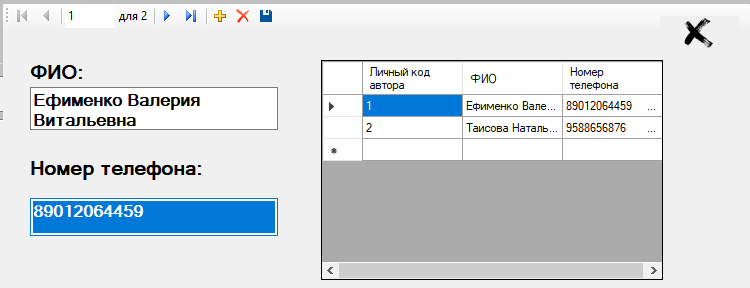 1 для 2
ФИО:
Ефименко Валерия
Витальевна
Номер телефона:
89012064459
Личный код автора ФИО Номер телефона
1 Ефименко Вале... 89012064459 ...
2 Таисова Наталь... 9588656876 ...